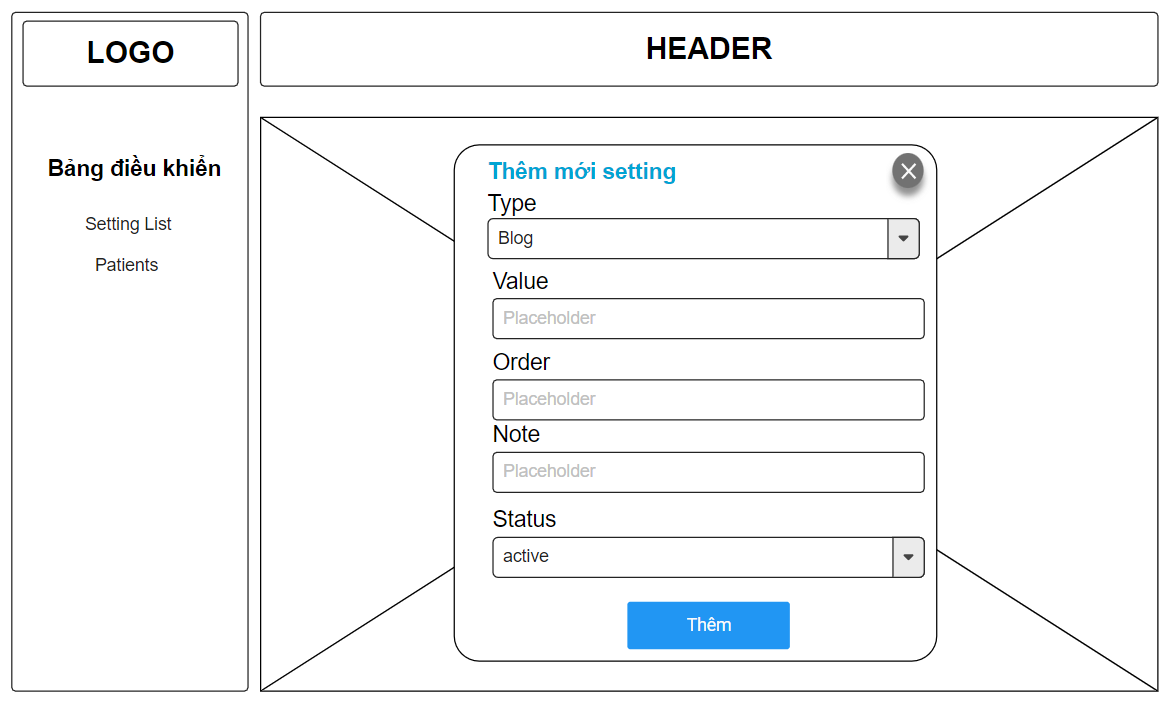 LOGO
HEADER
Bảng điều khiển
Setting List
Patients
Thêm mới setting
Type
Blog
Value
Placeholder
Order
Placeholder
Note
Placeholder
Status
active
Thêm